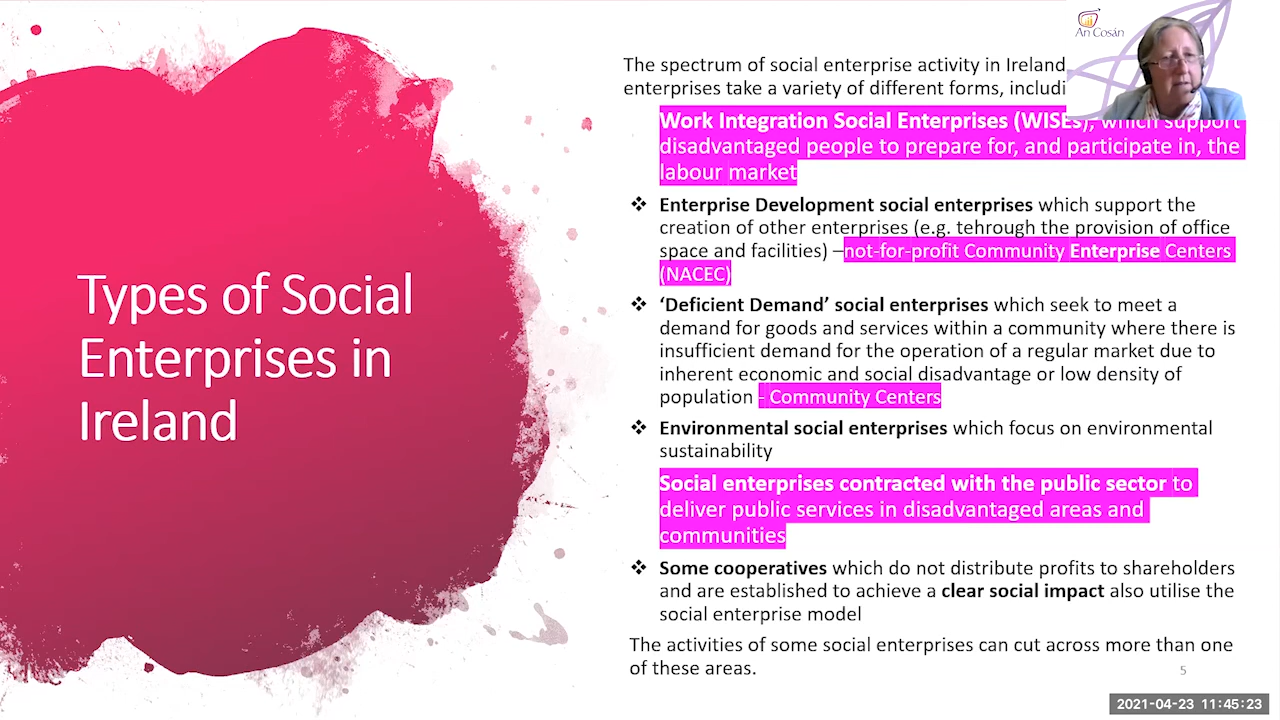 An Cosán
Types of Social
Enterprises in
Ireland
The spectrum of social enterprise activity in Ireland
enterprises take a variety of different forms, includi
Work Integration Social Enterprises (WISEs), which support
disadvantaged people to prepare for, and participate in, the
labour market
❖ Enterprise Development social enterprises which support the
creation of other enterprises (e.g. tehrough the provision of office
space and facilities) –not-for-profit Community Enterprise Centers
(NACEC)
❖ ‘Deficient Demand’ social enterprises which seek to meet a
demand for goods and services within a community where there is
insufficient demand for the operation of a regular market due to
inherent economic and social disadvantage or low density of
population - Community Centers
❖ Environmental social enterprises which focus on environmental
sustainability
Social enterprises contracted with the public sector to
deliver public services in disadvantaged areas and
communities
❖ Some cooperatives which do not distribute profits to shareholders
and are established to achieve a clear social impact also utilise the
social enterprise model
The activities of some social enterprises can cut across more than one
of these areas.
5
2021-04-23 11:45:23